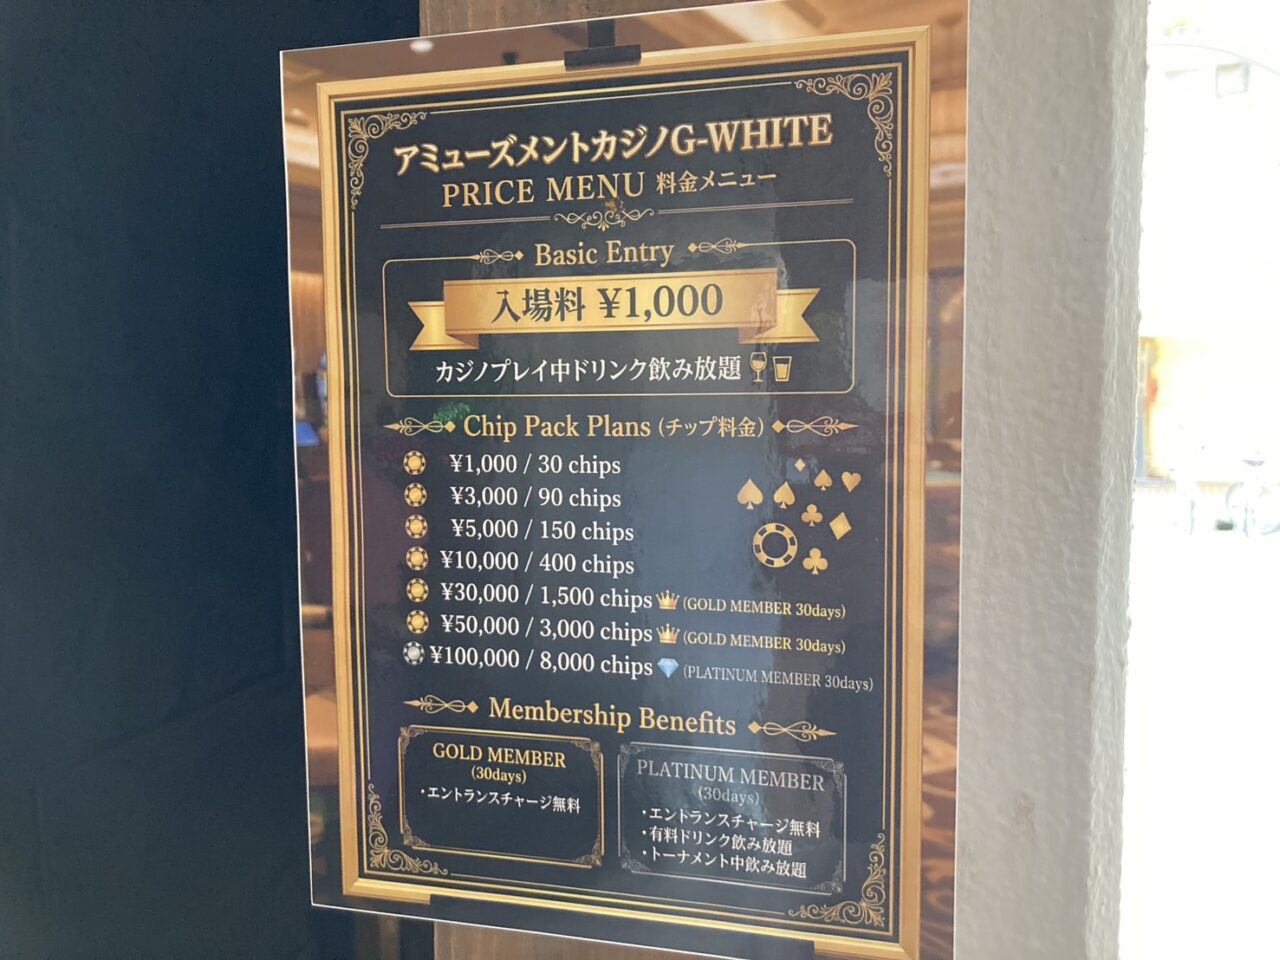 アミューズメントカジノG-WHITE
PRICE MENU 料金メニュー
Basic Entry
入場料 ¥1,000
カジノプレイ中ドリンク飲み放題
Chip Pack Plans (チップ料金)
¥1,000 / 30 chips
¥3,000 / 90 chips
¥5,000 / 150 chips
¥10,000 / 400 chips
¥30,000 / 1,500 chips (GOLD MEMBER 30days)
¥50,000 / 3,000 chips (GOLD MEMBER 30days)
¥100,000 / 8,000 chips (PLATINUM MEMBER 30days)
Membership Benefits
GOLD MEMBER
(30days)
・エントランスチャージ無料
PLATINUM MEMBER
(30days)
・エントランスチャージ無料
・有料ドリンク飲み放題
・トーナメント中飲み放題